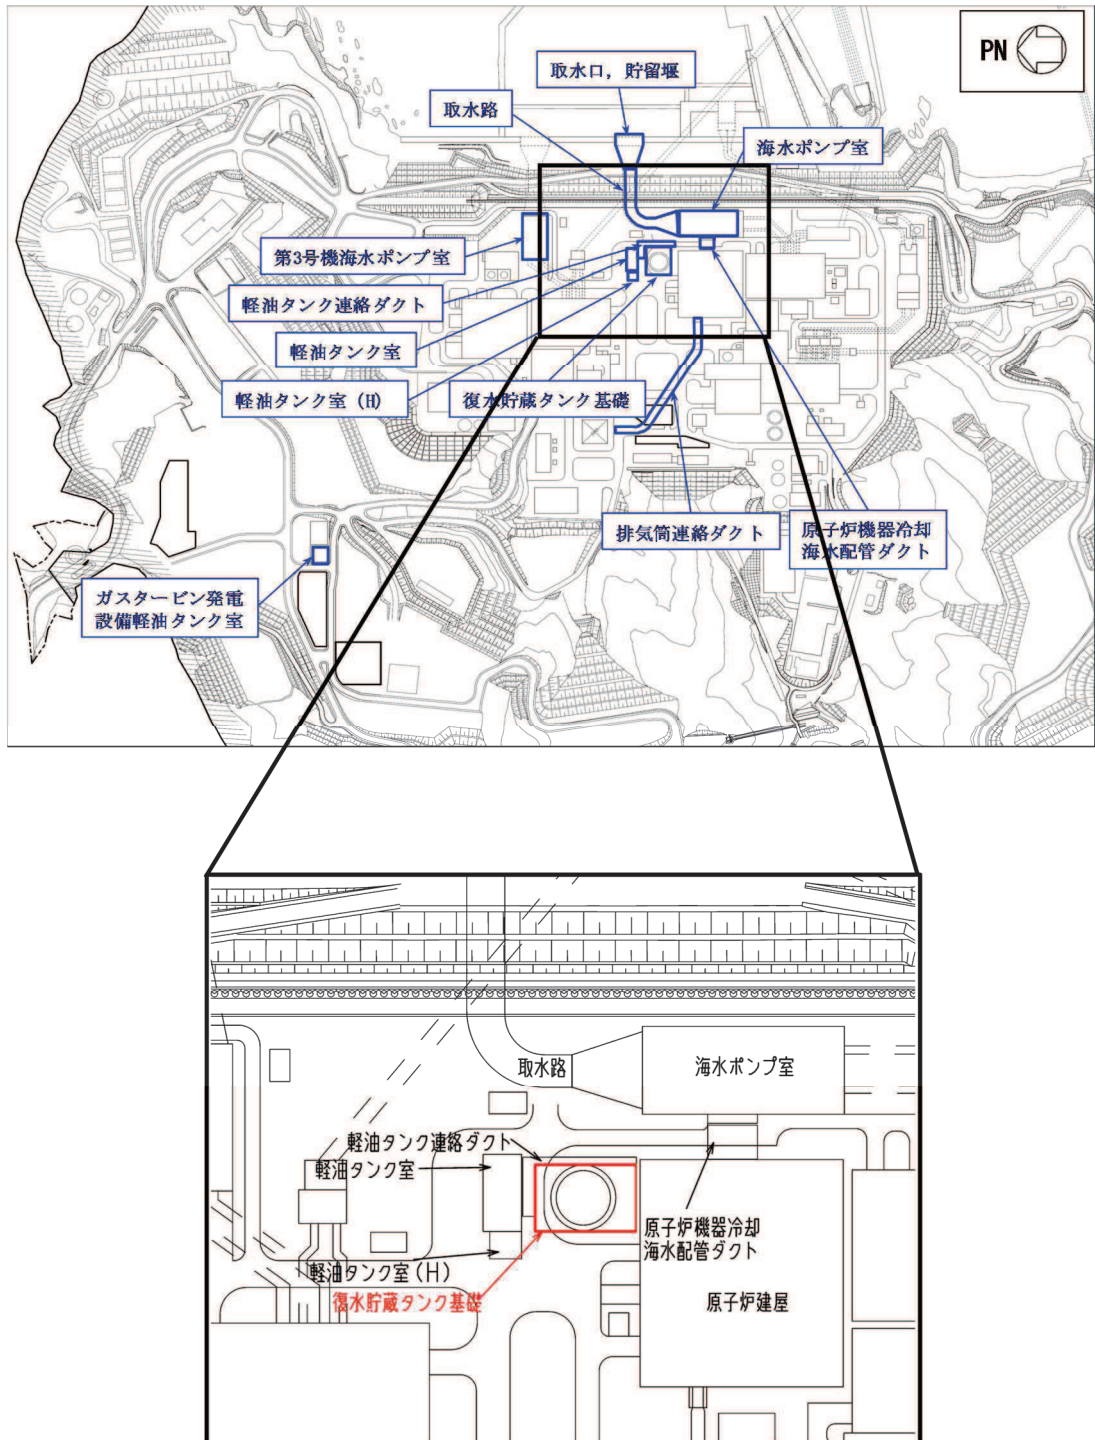 PN
取水口，貯留堰
取水路
海水ポンプ室
第3号機海水ポンプ室
軽油タンク連絡ダクト
軽油タンク室
軽油タンク室（H）
復水貯蔵タンク基礎
排気筒連絡ダクト
原子炉機器冷却
海水配管ダクト
ガスタービン発電
設備軽油タンク室
取水路
海水ポンプ室
軽油タンク連絡ダクト
軽油タンク室
原子炉機器冷却
海水配管ダクト
軽油タンク室(H)
復水貯蔵タンク基礎
原子炉建屋